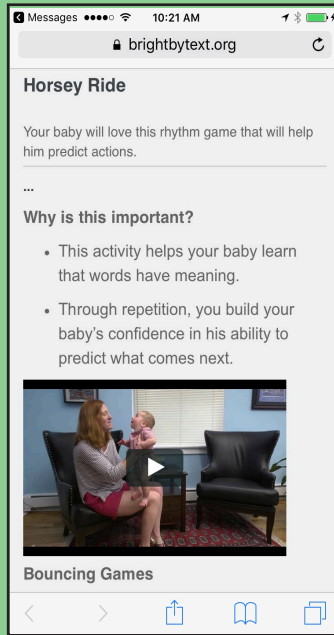 Messages 10:21 AM
brightbytext.org
Horsey Ride
Your baby will love this rhythm game that will help
him predict actions.
...
Why is this important?
• This activity helps your baby learn
that words have meaning.
• Through repetition, you build your
baby’s confidence in his ability to
predict what comes next.
Bouncing Games